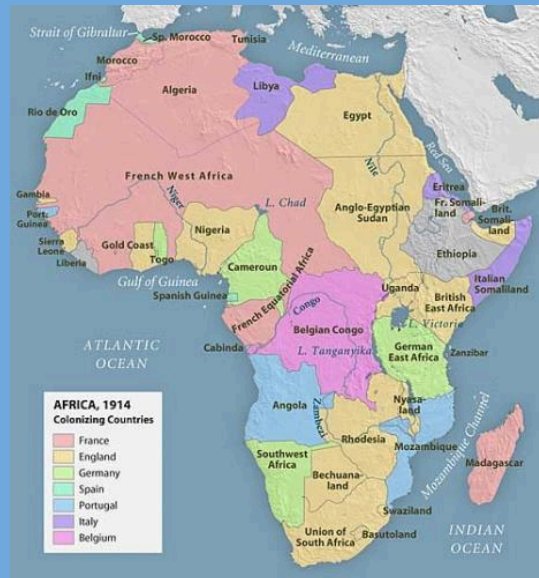 Strait of Gibraltar
Sp. Morocco
Tunisia
Mediterranean
Morocco
Ifni
Algeria
Libya
Egypt
Rio de Oro
Red Sea
Nile
French West Africa
Niger
L. Chad
Anglo-Egyptian
Sudan
Eritrea
Fr. Somali-
land
Brit.
Somali-
land
Gambia
Port.
Guinea
Sierra
Leone
Liberia
Gold Coast
Togo
Nigeria
Cameroun
Ethiopia
Gulf of Guinea
Spanish Guinea
French Equatorial Africa
Congo
Uganda
British
East Africa
Italian
Somaliland
Belgian Congo
L. Victoria
ATLANTIC
OCEAN
Cabinda
L. Tanganyika
German
East Africa
Zanzibar
AFRICA, 1914
Colonizing Countries
France
England
Germany
Spain
Portugal
Italy
Belgium
Angola
Zambezi
Nyasa-
land
Rhodesia
Mozambique
Mozambique Channel
Madagascar
Southwest
Africa
Bechuana-
land
Swaziland
Union of
South Africa
Basutoland
INDIAN
OCEAN